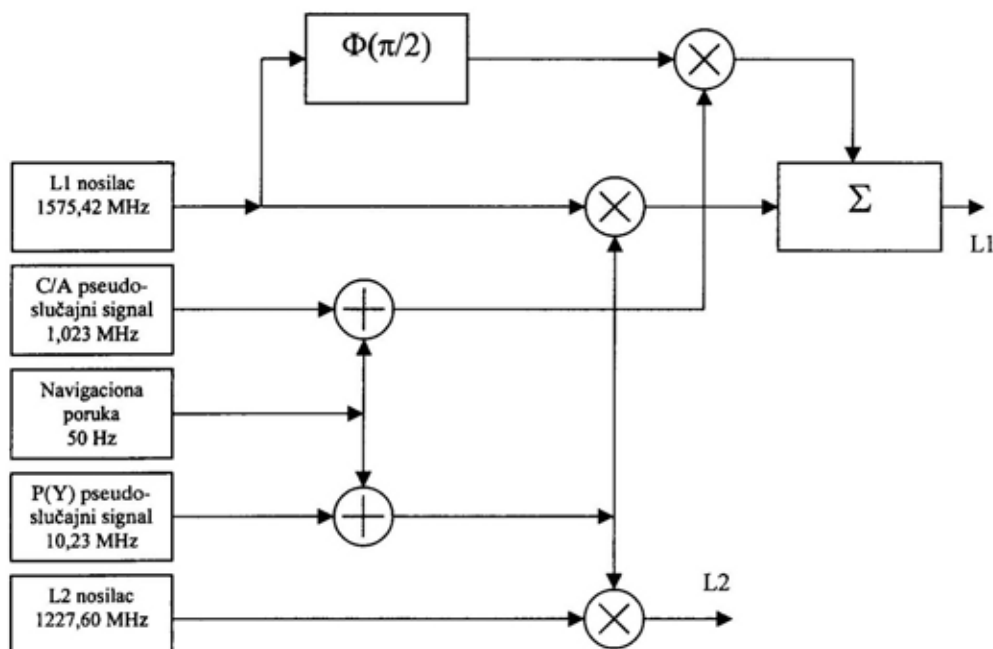 Φ(π/2)
L1 nosilac
1575,42 MHz
Σ
L1
C/A pseudo-
slučajni signal
1,023 MHz
Navigaciona
poruka
50 Hz
P(Y) pseudo-
slučajni signal
10,23 MHz
L2 nosilac
1227,60 MHz
L2